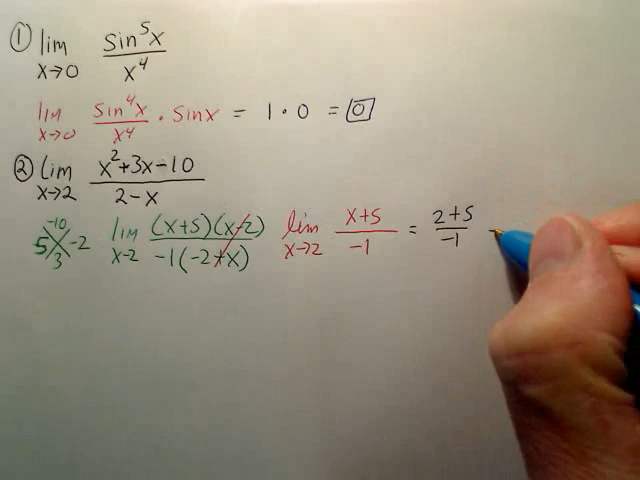 ① lim x→0 sin⁵x / x⁴
lim x→0 sin⁴x / x⁴ · sinx = 1 · 0 = 0
② lim x→2 x²+3x-10 / 2-x
-10 5 -2 3 lim x-2 (x+5)(x-2) / -1(-2+x) lim x→2 x+5 / -1 = 2+5 / -1